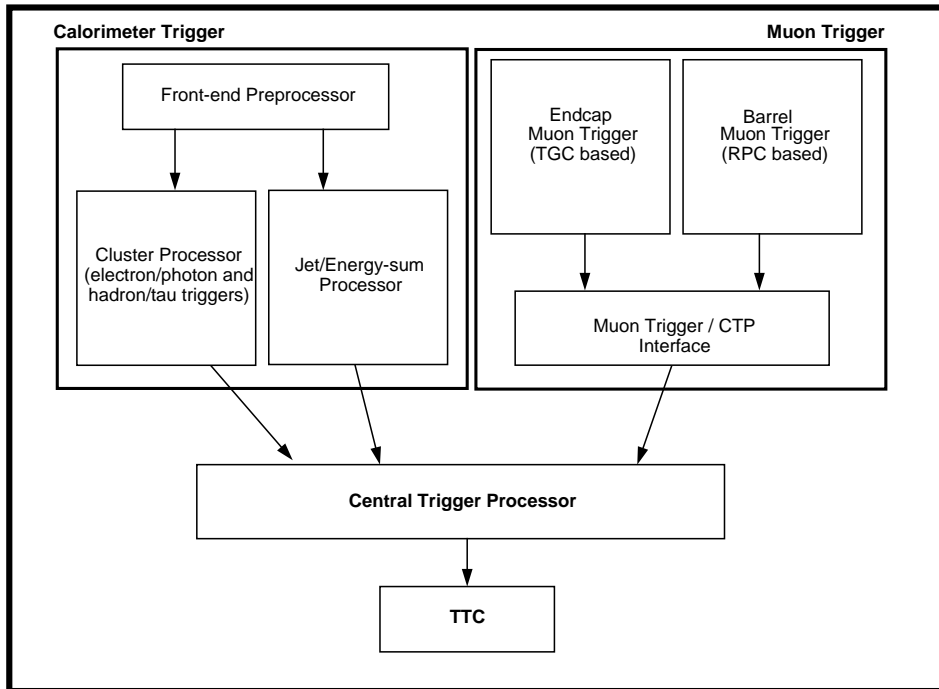 Calorimeter Trigger
Muon Trigger
Front-end Preprocessor
Endcap
Muon Trigger
(TGC based)
Barrel
Muon Trigger
(RPC based)
Cluster Processor
(electron/photon and
hadron/tau triggers)
Jet/Energy-sum
Processor
Muon Trigger / CTP
Interface
Central Trigger Processor
TTC